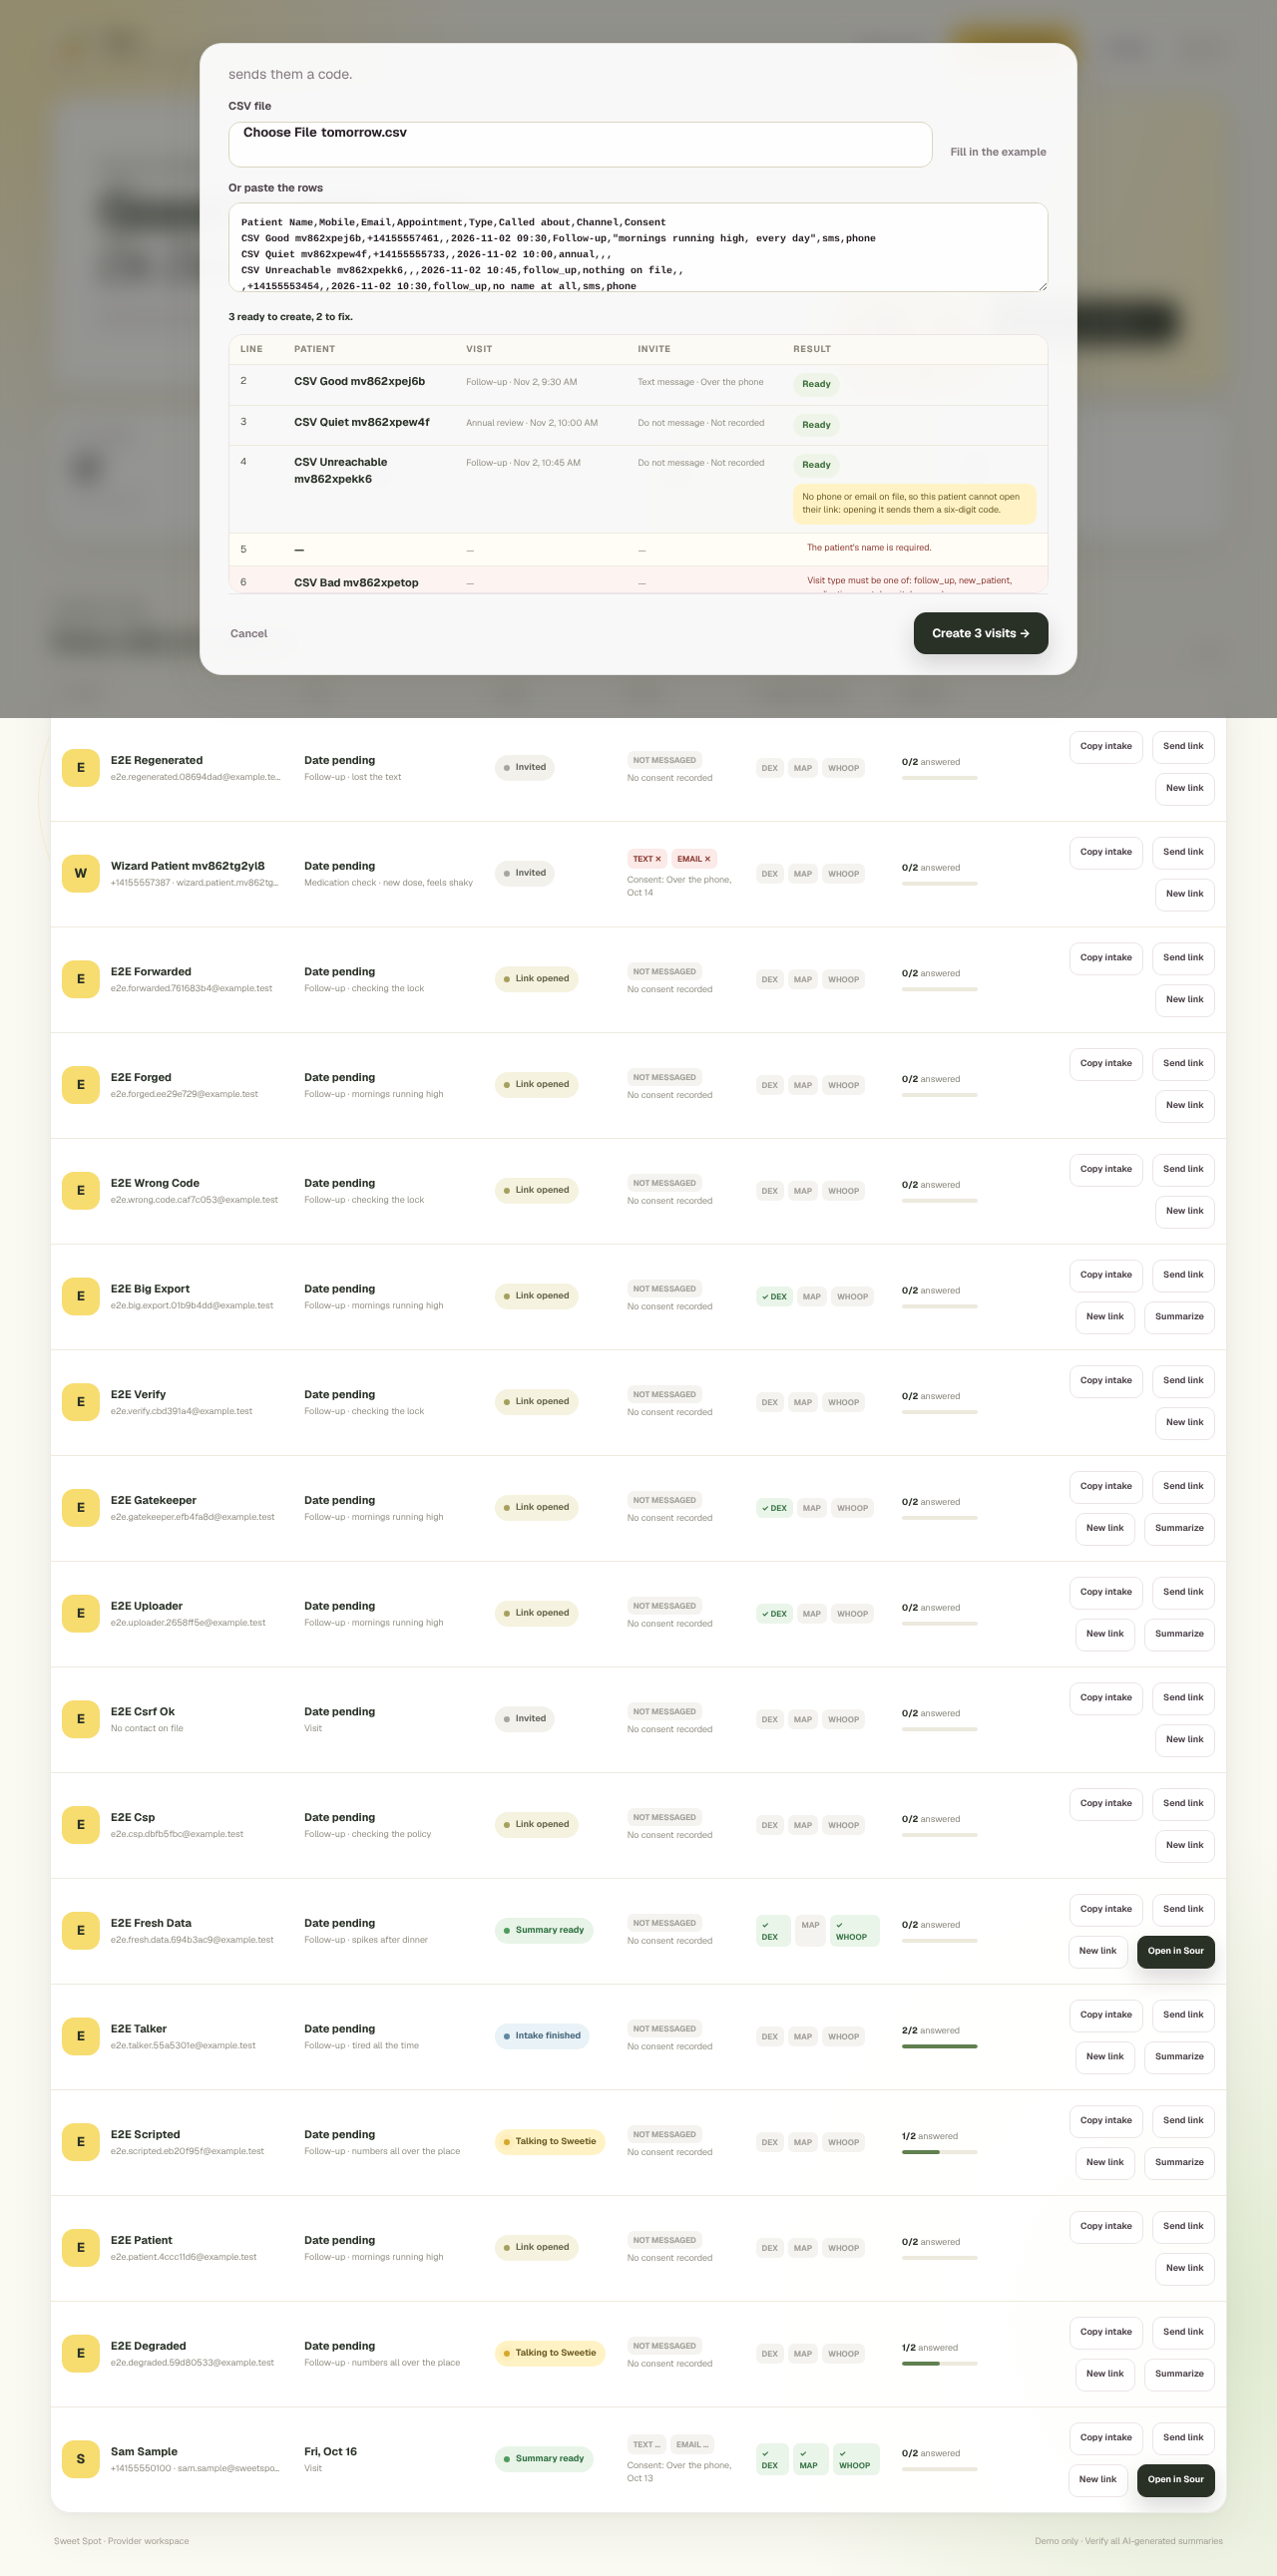 sends them a code.
CSV file
Choose File tomorrow.csv
Fill in the example
Or paste the rows
Patient Name,Mobile,Email,Appointment,Type,Called about,Channel,Consent
CSV Good mv862xpej6b,+14155557461,,2026-11-02 09:30,Follow-up,"mornings running high, every day",sms,phone
CSV Quiet mv862xpew4f,+14155555733,,2026-11-02 10:00,annual,,,
CSV Unreachable mv862xpekk6,,,2026-11-02 10:45,follow_up,nothing on file,,
,+14155553454,,2026-11-02 10:30,follow_up,no name at all,sms,phone
3 ready to create, 2 to fix.
LINE PATIENT VISIT INVITE RESULT
2 CSV Good mv862xpej6b Follow-up · Nov 2, 9:30 AM Text message · Over the phone Ready
3 CSV Quiet mv862xpew4f Annual review · Nov 2, 10:00 AM Do not message · Not recorded Ready
4 CSV Unreachable Follow-up · Nov 2, 10:45 AM Do not message · Not recorded Ready
mv862xpekk6
No phone or email on file, so this patient cannot open
their link: opening it sends them a six-digit code.
5 — — — The patient's name is required.
6 CSV Bad mv862xpetop — — Visit type must be one of: follow_up, new_patient,
Cancel
Create 3 visits →
E E2E Regenerated Date pending Invited NOT MESSAGED DEX MAP WHOOP 0/2 answered Copy intake Send link
e2e.regenerated.08694dad@example.te… Follow-up · lost the text No consent recorded New link
W Wizard Patient mv862tg2yl8 Date pending Invited TEXT ✕ EMAIL ✕ DEX MAP WHOOP 0/2 answered Copy intake Send link
+14155557387 · wizard.patient.mv862tg… Medication check · new dose, feels shaky Consent: Over the phone, New link
Oct 14
E E2E Forwarded Date pending Link opened NOT MESSAGED DEX MAP WHOOP 0/2 answered Copy intake Send link
e2e.forwarded.761683b4@example.test Follow-up · checking the lock No consent recorded New link
E E2E Forged Date pending Link opened NOT MESSAGED DEX MAP WHOOP 0/2 answered Copy intake Send link
e2e.forged.ee29e729@example.test Follow-up · mornings running high No consent recorded New link
E E2E Wrong Code Date pending Link opened NOT MESSAGED DEX MAP WHOOP 0/2 answered Copy intake Send link
e2e.wrong.code.caf7c053@example.test Follow-up · checking the lock No consent recorded New link
E E2E Big Export Date pending Link opened NOT MESSAGED ✓ DEX MAP WHOOP 0/2 answered Copy intake Send link
e2e.big.export.01b9b4dd@example.test Follow-up · mornings running high No consent recorded New link Summarize
E E2E Verify Date pending Link opened NOT MESSAGED DEX MAP WHOOP 0/2 answered Copy intake Send link
e2e.verify.cbd391a4@example.test Follow-up · checking the lock No consent recorded New link
E E2E Gatekeeper Date pending Link opened NOT MESSAGED ✓ DEX MAP WHOOP 0/2 answered Copy intake Send link
e2e.gatekeeper.efb4fa8d@example.test Follow-up · mornings running high No consent recorded New link Summarize
E E2E Uploader Date pending Link opened NOT MESSAGED ✓ DEX MAP WHOOP 0/2 answered Copy intake Send link
e2e.uploader.2658ff5e@example.test Follow-up · mornings running high No consent recorded New link Summarize
E E2E Csrf Ok Date pending Invited NOT MESSAGED DEX MAP WHOOP 0/2 answered Copy intake Send link
No contact on file Visit No consent recorded New link
E E2E Csp Date pending Link opened NOT MESSAGED DEX MAP WHOOP 0/2 answered Copy intake Send link
e2e.csp.dbfb5fbc@example.test Follow-up · checking the policy No consent recorded New link
E E2E Fresh Data Date pending Summary ready NOT MESSAGED ✓ DEX MAP ✓ WHOOP 0/2 answered Copy intake Send link
e2e.fresh.data.694b3ac9@example.test Follow-up · spikes after dinner No consent recorded New link Open in Sour
E E2E Talker Date pending Intake finished NOT MESSAGED DEX MAP WHOOP 2/2 answered Copy intake Send link
e2e.talker.55a5301e@example.test Follow-up · tired all the time No consent recorded New link Summarize
E E2E Scripted Date pending Talking to Sweetie NOT MESSAGED DEX MAP WHOOP 1/2 answered Copy intake Send link
e2e.scripted.eb20f95f@example.test Follow-up · numbers all over the place No consent recorded New link Summarize
E E2E Patient Date pending Link opened NOT MESSAGED DEX MAP WHOOP 0/2 answered Copy intake Send link
e2e.patient.4ccc11d6@example.test Follow-up · mornings running high No consent recorded New link
E E2E Degraded Date pending Talking to Sweetie NOT MESSAGED DEX MAP WHOOP 1/2 answered Copy intake Send link
e2e.degraded.59d80533@example.test Follow-up · numbers all over the place No consent recorded New link Summarize
S Sam Sample Fri, Oct 16 Summary ready TEXT … EMAIL … ✓ DEX ✓ MAP ✓ WHOOP 0/2 answered Copy intake Send link
+14155550100 · sam.sample@sweetspo… Visit Consent: Over the phone, New link Open in Sour
Oct 13
Sweet Spot · Provider workspace
Demo only · Verify all AI-generated summaries